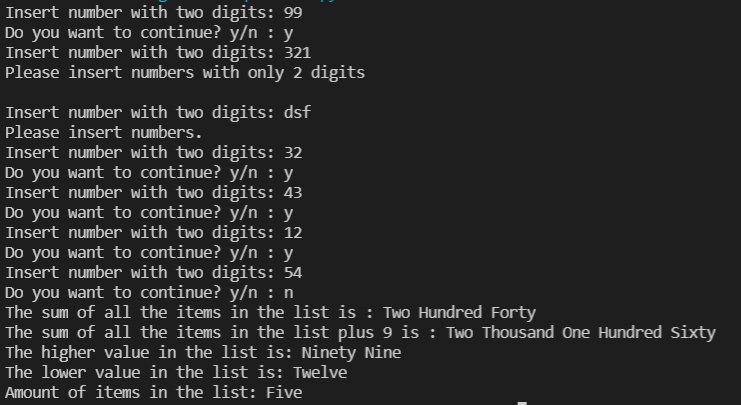 Insert number with two digits: 99
Do you want to continue? y/n : y
Insert number with two digits: 321
Please insert numbers with only 2 digits
Insert number with two digits: dsf
Please insert numbers.
Insert number with two digits: 32
Do you want to continue? y/n : y
Insert number with two digits: 43
Do you want to continue? y/n : y
Insert number with two digits: 12
Do you want to continue? y/n : y
Insert number with two digits: 54
Do you want to continue? y/n : n
The sum of all the items in the list is : Two Hundred Forty
The sum of all the items in the list plus 9 is : Two Thousand One Hundred Sixty
The higher value in the list is: Ninety Nine
The lower value in the list is: Twelve
Amount of items in the list: Five